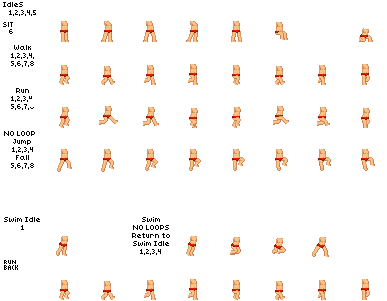 IdleS
1,2,3,4,5
SIT
6
Walk
1,2,3,4,
5,6,7,8
Run
1,2,3,4
5,6,7,8
NO LOOP
Jump
1,2,3,4
Fall
5,6,7,8
Swim Idle
1
Swim
NO LOOPS
Return to
Swim Idle
1,2,3,4
RUN
BACK